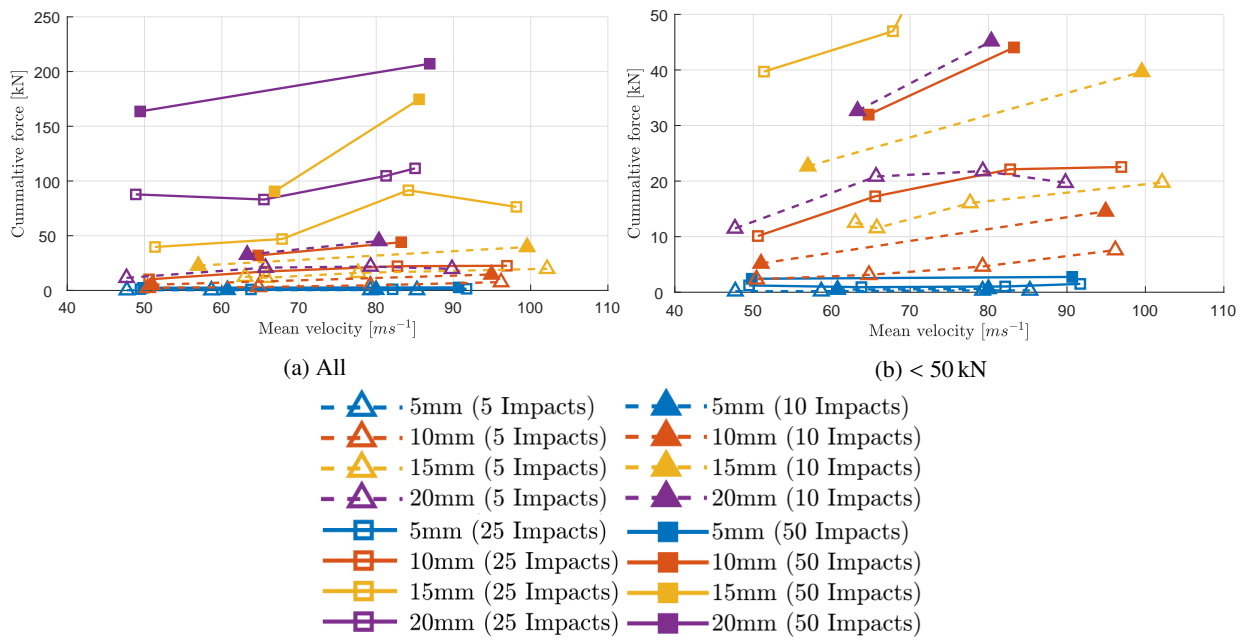 250
200
150
100
50
0
Cummaltive force [kN]
40 50 60 70 80 90 100 110
Mean velocity [ms⁻¹]
(a) All
50
40
30
20
10
0
Cummaltive force [kN]
40 50 60 70 80 90 100 110
Mean velocity [ms⁻¹]
(b) < 50 kN
5mm (5 Impacts)
10mm (5 Impacts)
15mm (5 Impacts)
20mm (5 Impacts)
5mm (25 Impacts)
10mm (25 Impacts)
15mm (25 Impacts)
20mm (25 Impacts)
5mm (10 Impacts)
10mm (10 Impacts)
15mm (10 Impacts)
20mm (10 Impacts)
5mm (50 Impacts)
10mm (50 Impacts)
15mm (50 Impacts)
20mm (50 Impacts)